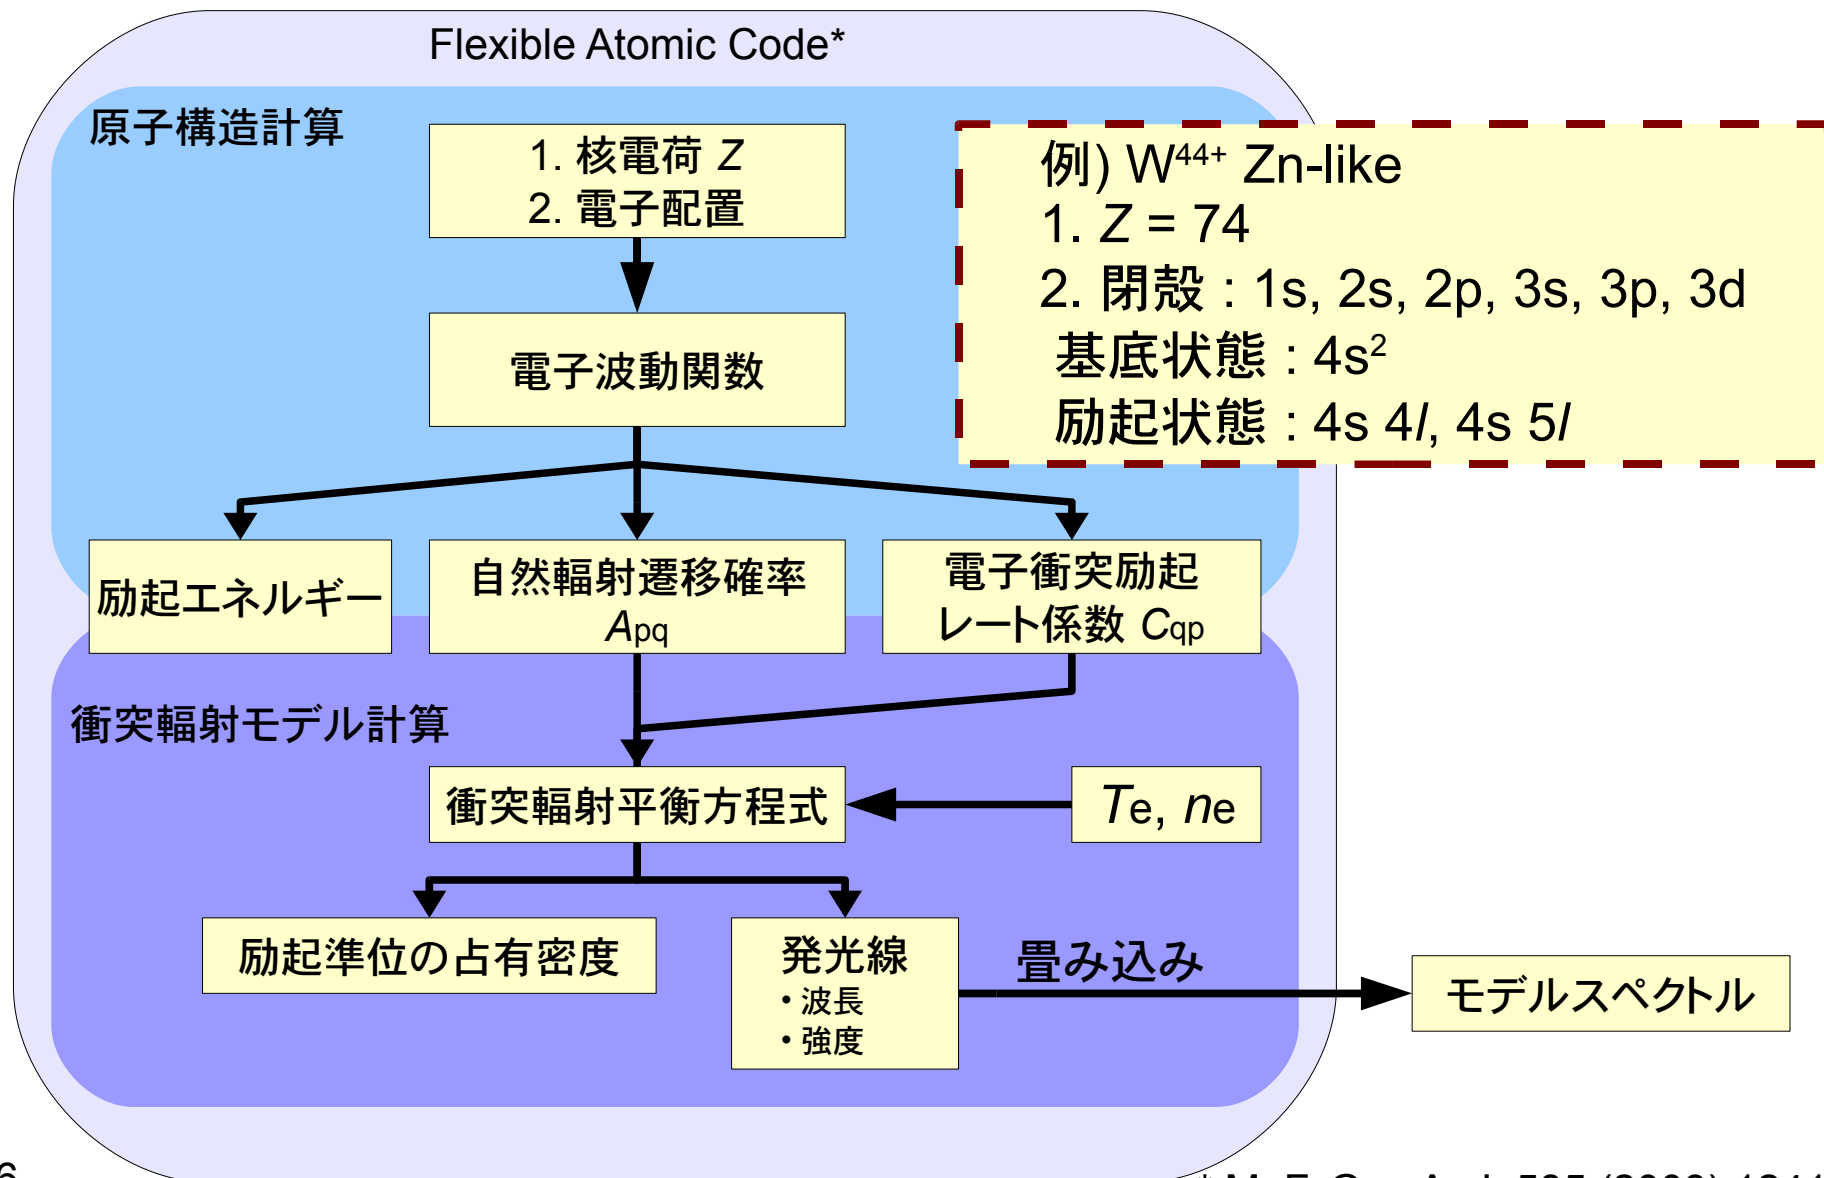 Flexible Atomic Code*
原子構造計算
1. 核電荷 Z
2. 電子配置
例) W44+ Zn-like
1. Z = 74
2. 閉殻 : 1s, 2s, 2p, 3s, 3p, 3d
基底状態 : 4s2
励起状態 : 4s 4l, 4s 5l
電子波動関数
励起エネルギー
自然輻射遷移確率
Apq
電子衝突励起
レート係数 Cqp
衝突輻射モデル計算
衝突輻射平衡方程式
Te, ne
励起準位の占有密度
発光線
・波長
・強度
畳み込み
モデルスペクトル